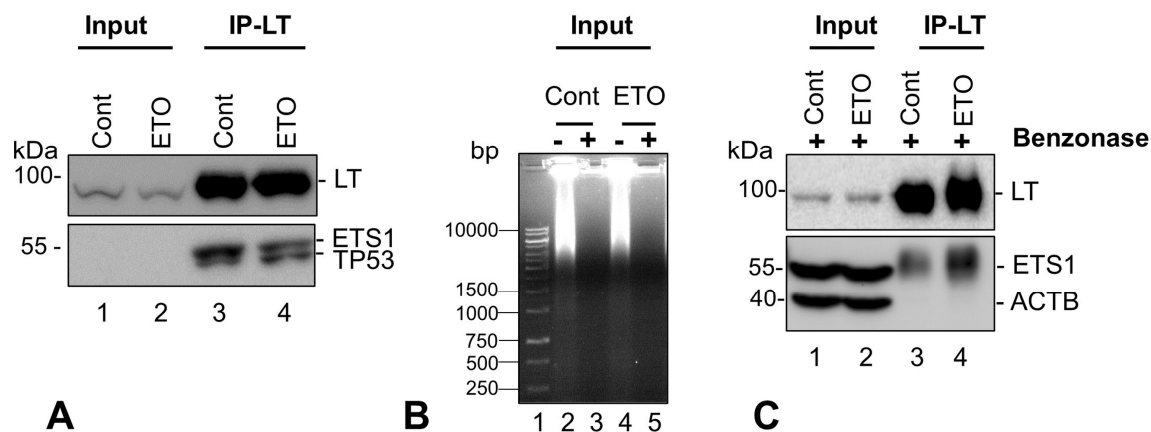 Input IP-LT
Cont ETO Cont ETO
kDa
100- - LT
55 - - ETS1
- TP53
1 2 3 4
A
Input
Cont ETO
- + - +
bp
10000
1500
1000
750
500
250
1 2 3 4 5
B
Input IP-LT
Cont ETO Cont ETO
+ + + + Benzonase
kDa
100- - LT
55- - ETS1
40- - ACTB
1 2 3 4
C